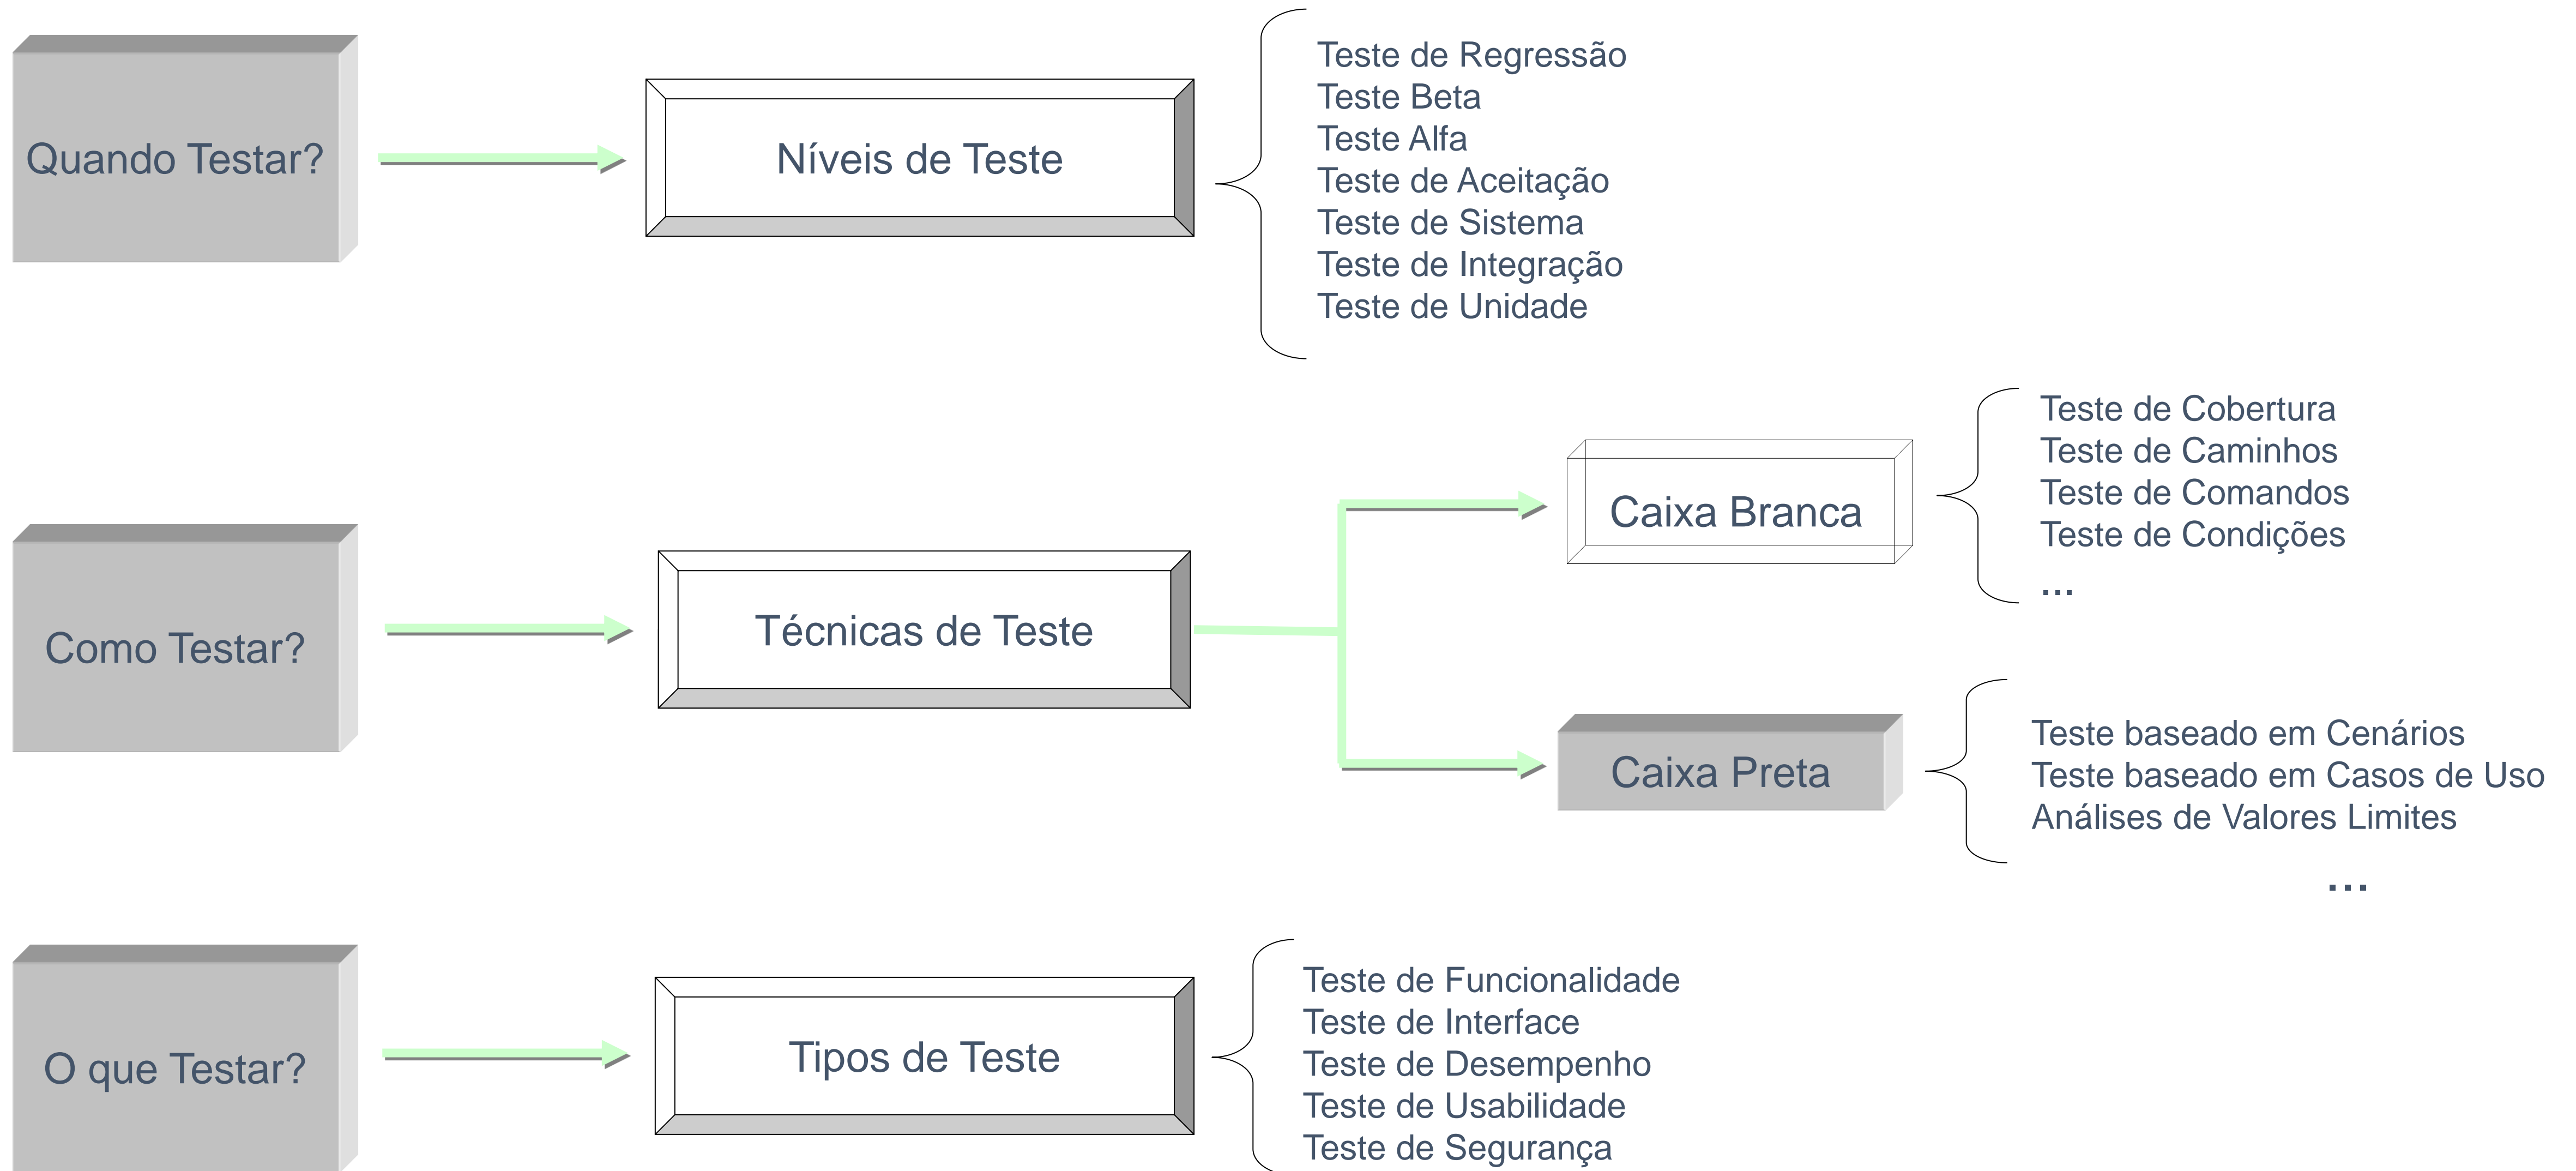 Quando Testar?
Níveis de Teste
Teste de Regressão
Teste Beta
Teste Alfa
Teste de Aceitação
Teste de Sistema
Teste de Integração
Teste de Unidade
Como Testar?
Técnicas de Teste
Caixa Branca
Teste de Cobertura
Teste de Caminhos
Teste de Comandos
Teste de Condições
...
Caixa Preta
Teste baseado em Cenários
Teste baseado em Casos de Uso
Análises de Valores Limites
...
O que Testar?
Tipos de Teste
Teste de Funcionalidade
Teste de Interface
Teste de Desempenho
Teste de Usabilidade
Teste de Segurança